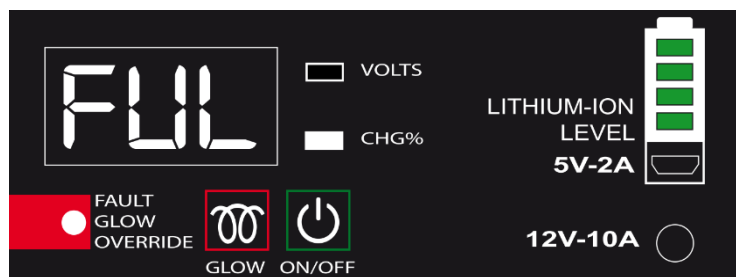 FUL
VOLTS
CHG%
LITHIUM-ION
LEVEL
5V-2A
FAULT
GLOW
OVERRIDE
GLOW
ON/OFF
12V-10A